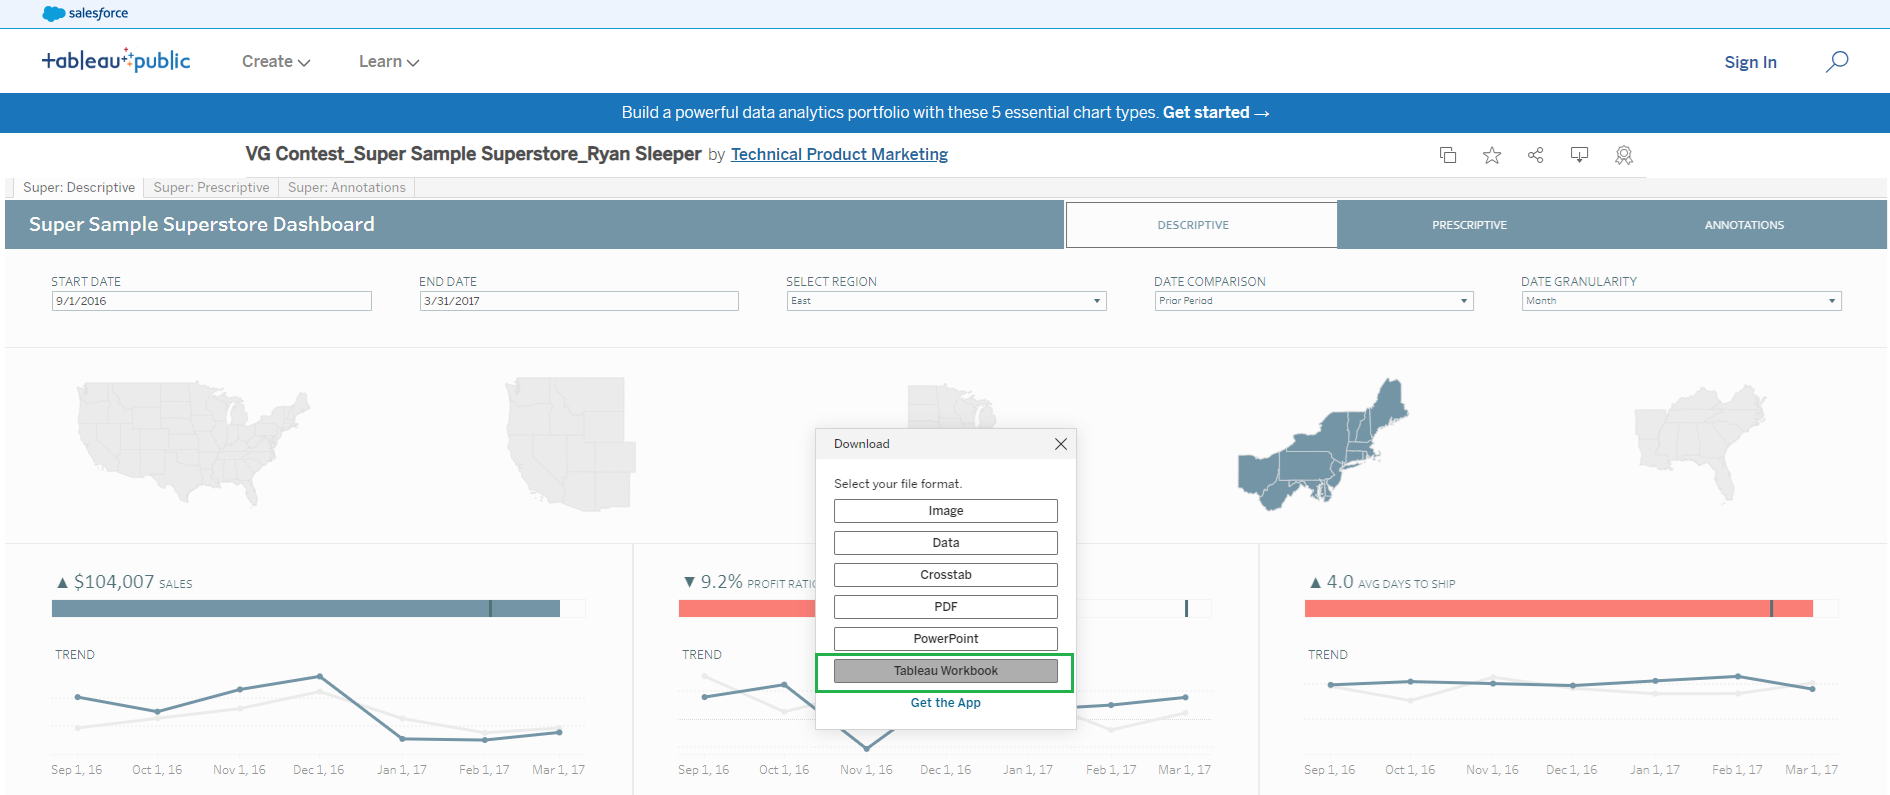 salesforce
tableau public
Create
Learn
Sign In
Build a powerful data analytics portfolio with these 5 essential chart types. Get started →
VG Contest_Super Sample Superstore_Ryan Sleeper by Technical Product Marketing
Super: Descriptive
Super: Prescriptive
Super: Annotations
Super Sample Superstore Dashboard
DESCRIPTIVE
PRESCRIPTIVE
ANNOTATIONS
START DATE
9/1/2016
END DATE
3/31/2017
SELECT REGION
East
DATE COMPARISON
Prior Period
DATE GRANULARITY
Month
Download
Select your file format.
Image
Data
Crosstab
PDF
PowerPoint
Tableau Workbook
Get the App
▲ $104,007 SALES
TREND
Sep 1, 16 Oct 1, 16 Nov 1, 16 Dec 1, 16 Jan 1, 17 Feb 1, 17 Mar 1, 17
▼ 9.2% PROFIT
TREND
Sep 1, 16 Oct 1, 16 Nov 1, 16 Dec 1, 16 Jan 1, 17 Feb 1, 17 Mar 1, 17
▲ 4.0 AVG DAYS TO SHIP
TREND
Sep 1, 16 Oct 1, 16 Nov 1, 16 Dec 1, 16 Jan 1, 17 Feb 1, 17 Mar 1, 17